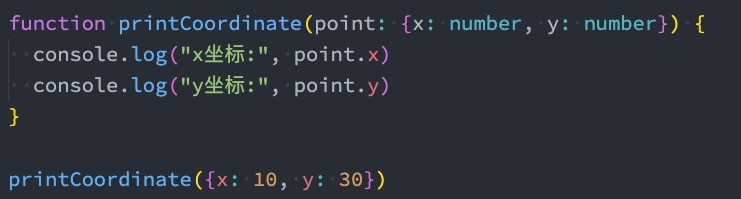 function printCoordinate(point: {x: number, y: number}) {
  console.log("x坐标:", point.x)
  console.log("y坐标:", point.y)
}

printCoordinate({x: 10, y: 30})